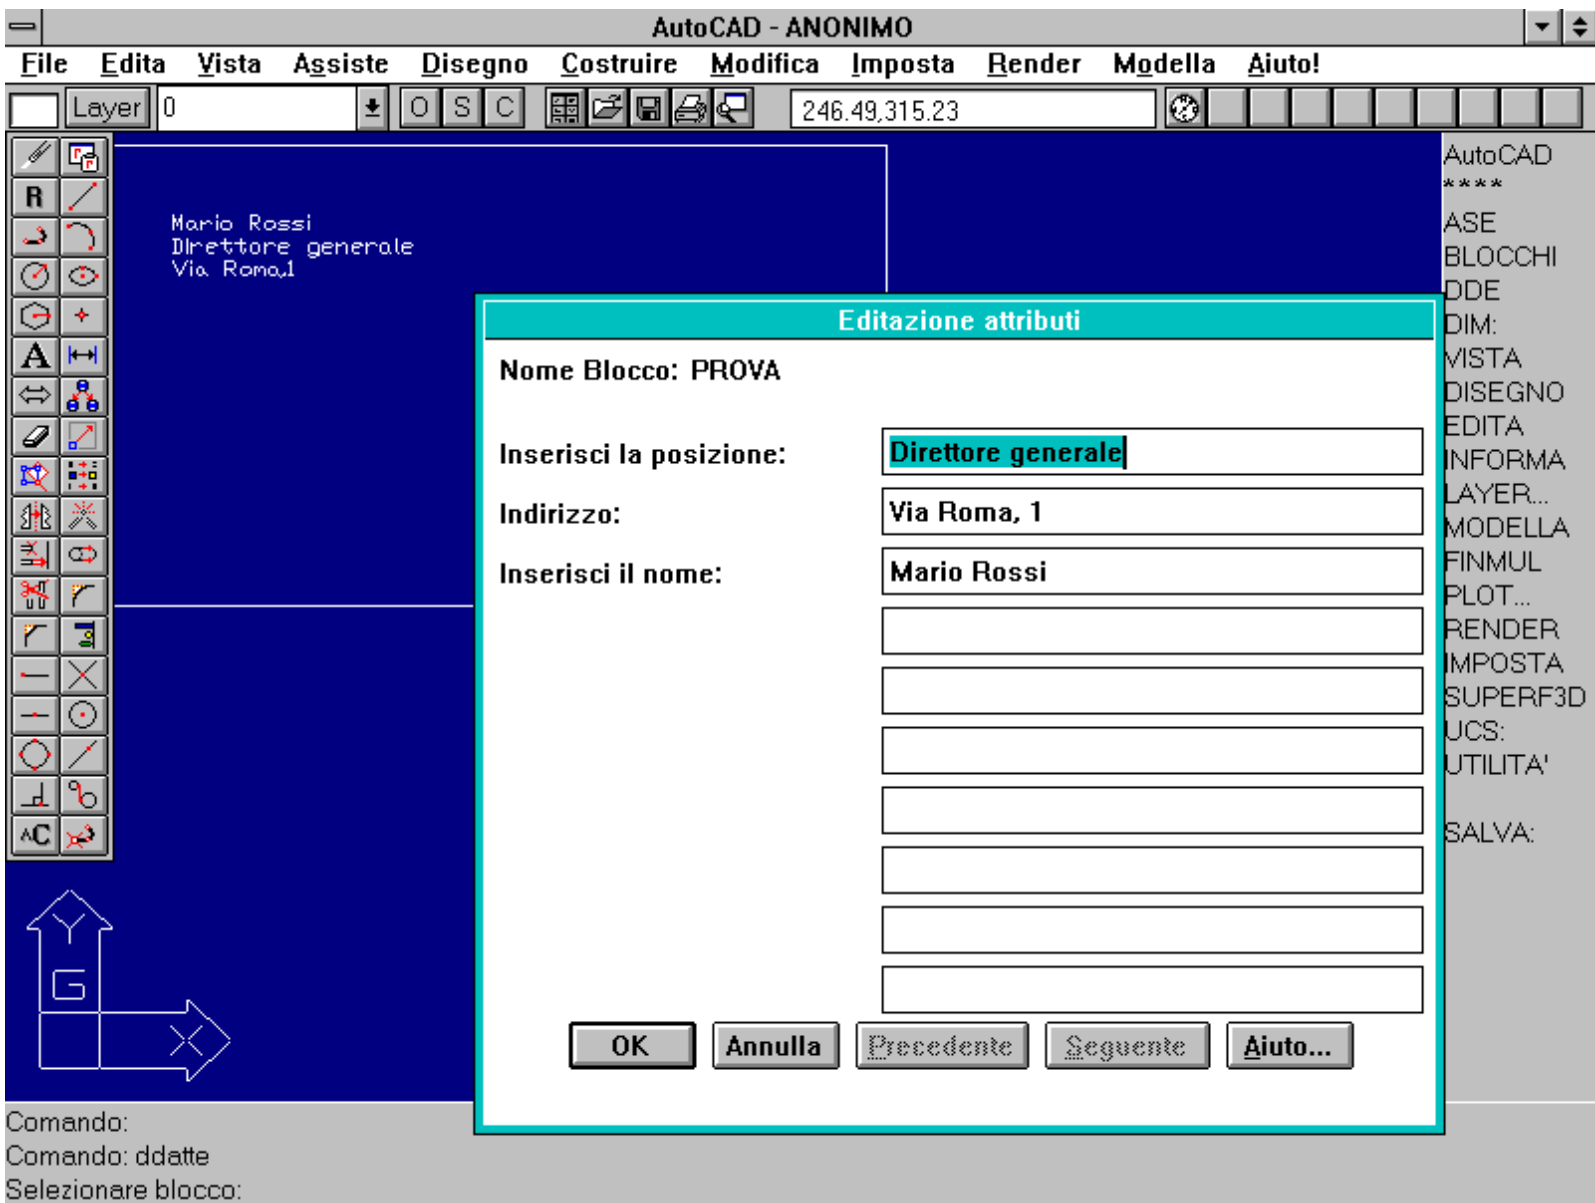 AutoCAD - ANONIMO
File Edita Vista Assiste Disegno Costruire Modifica Imposta Render Modella Aiuto!
Layer 0 O S C 246.49,315.23
R
A
AC
Mario Rossi
DIrettore generale
Via Roma,1
Y
G
X
Editazione attributi
Nome Blocco: PROVA
Inserisci la posizione: Direttore generale
Indirizzo: Via Roma, 1
Inserisci il nome: Mario Rossi
OK Annulla Precedente Seguente Aiuto...
AutoCAD
****
ASE
BLOCCHI
DDE
DIM:
VISTA
DISEGNO
EDITA
INFORMA
LAYER...
MODELLA
FINMUL
PLOT...
RENDER
IMPOSTA
SUPERF3D
UCS:
UTILITA'
SALVA:
Comando:
Comando: ddatte
Selezionare blocco: